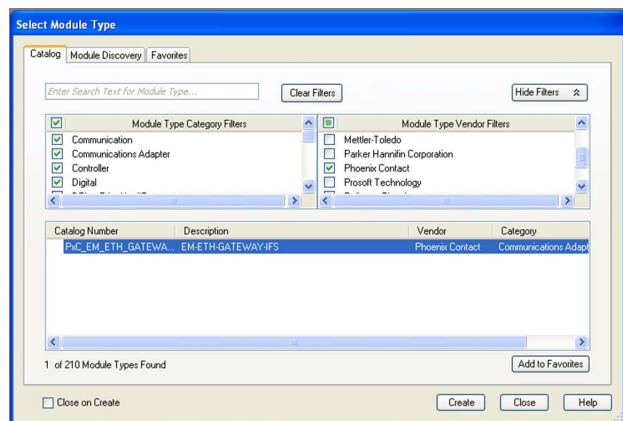 Select Module Type
Catalog Module Discovery Favorites
Enter Search Text for Module Type...
Clear Filters
Hide Filters
Module Type Category Filters
Communication
Communications Adapter
Controller
Digital
Module Type Vendor Filters
Mettler-Toledo
Parker Hannifin Corporation
Phoenix Contact
Prosoft Technology
Catalog Number Description Vendor Category
PxC_EM_ETH_GATEWA... EM-ETH-GATEWAY-IFS Phoenix Contact Communications Adapt
1 of 210 Module Types Found
Add to Favorites
Close on Create
Create Close Help